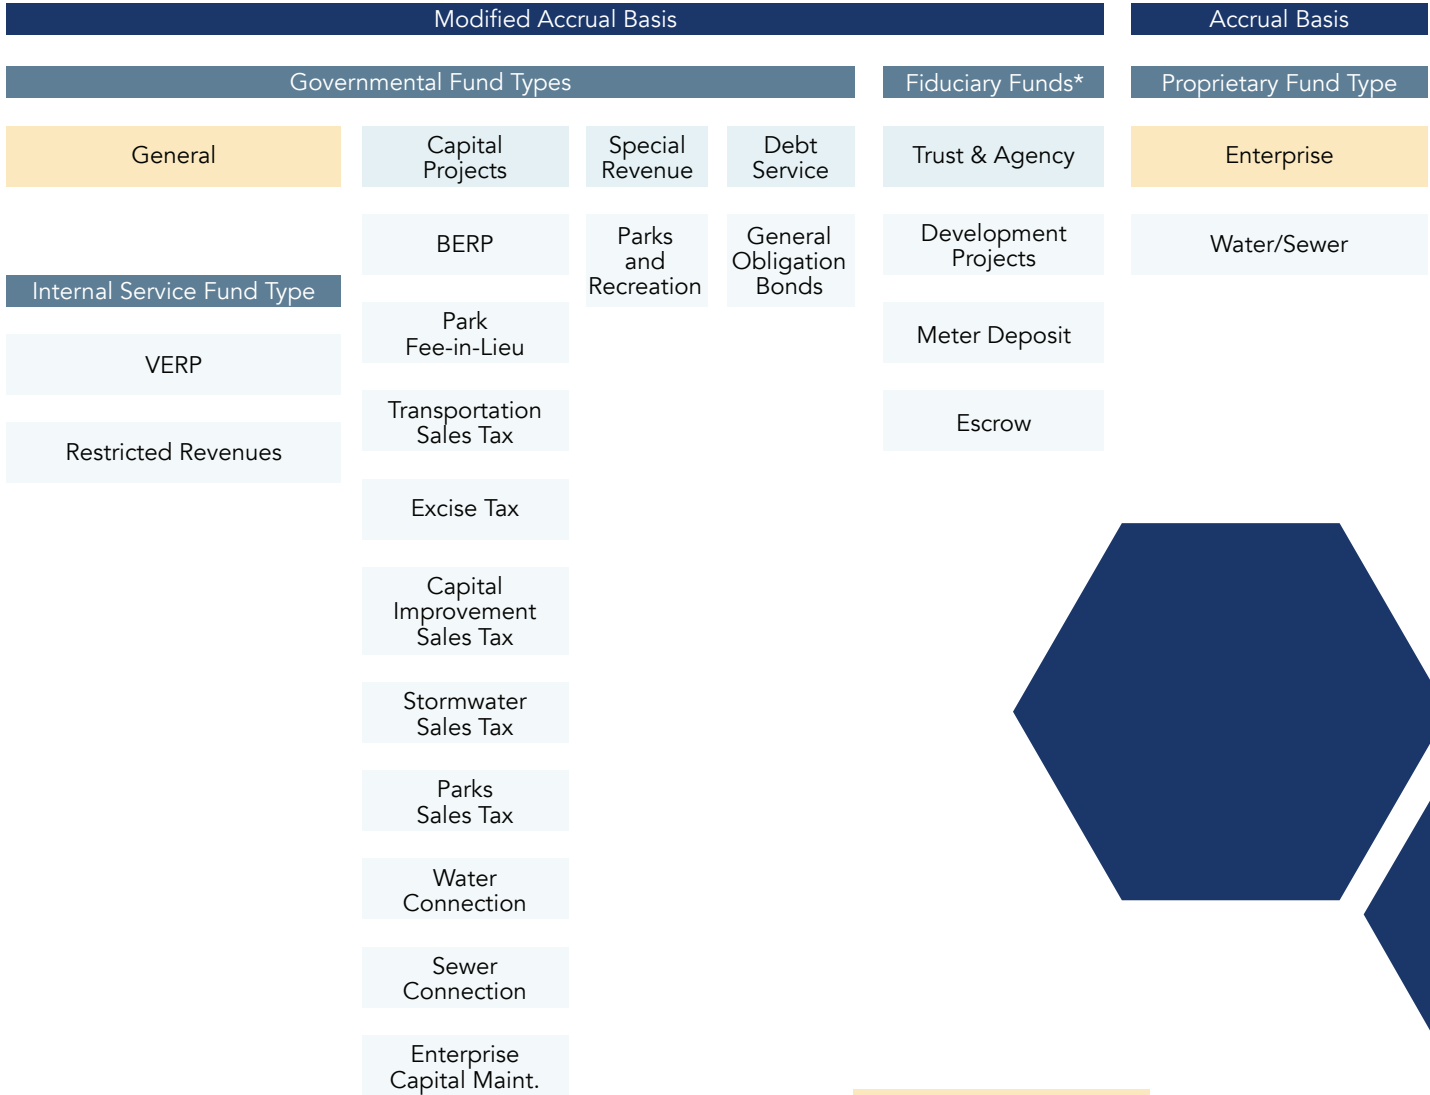 Modified Accrual Basis
Accrual Basis
Governmental Fund Types
Fiduciary Funds*
Proprietary Fund Type
General
Capital
Projects
Special
Revenue
Debt
Service
Trust & Agency
Enterprise
BERP
Parks
and
Recreation
General
Obligation
Bonds
Development
Projects
Water/Sewer
Internal Service Fund Type
VERP
Restricted Revenues
Park
Fee-in-Lieu
Meter Deposit
Transportation
Sales Tax
Escrow
Excise Tax
Capital
Improvement
Sales Tax
Stormwater
Sales Tax
Parks
Sales Tax
Water
Connection
Sewer
Connection
Enterprise
Capital Maint.